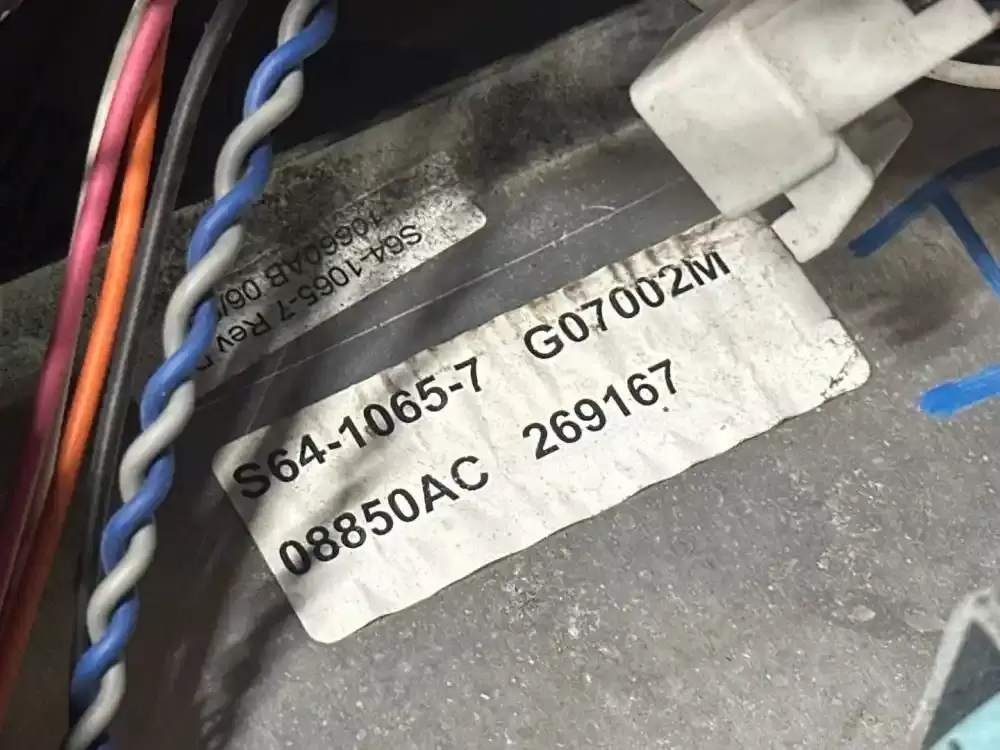 S64-1065-7 Rev
10660AB 06/
S64-1065-7 G07002M
08850AC 269167